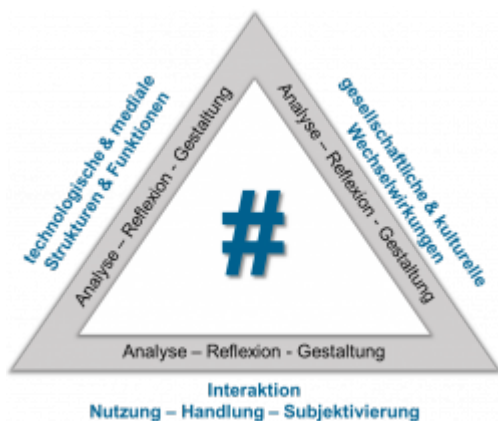 technologische & mediale
Strukturen & Funktionen
Analyse – Reflexion - Gestaltung
gesellschaftliche & kulturelle
Wechselwirkungen
Analyse – Reflexion - Gestaltung
#
Analyse – Reflexion - Gestaltung
Interaktion
Nutzung – Handlung – Subjektivierung